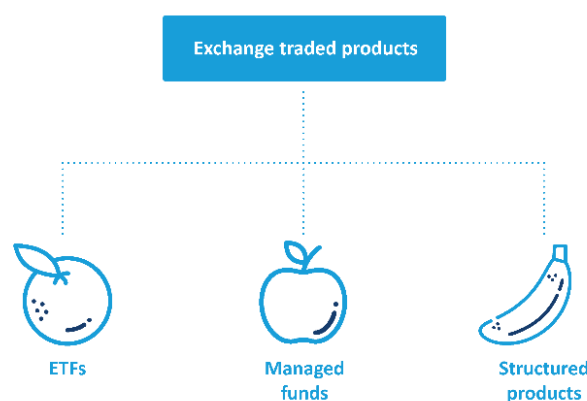 Exchange traded products
ETFs
Managed
funds
Structured
products